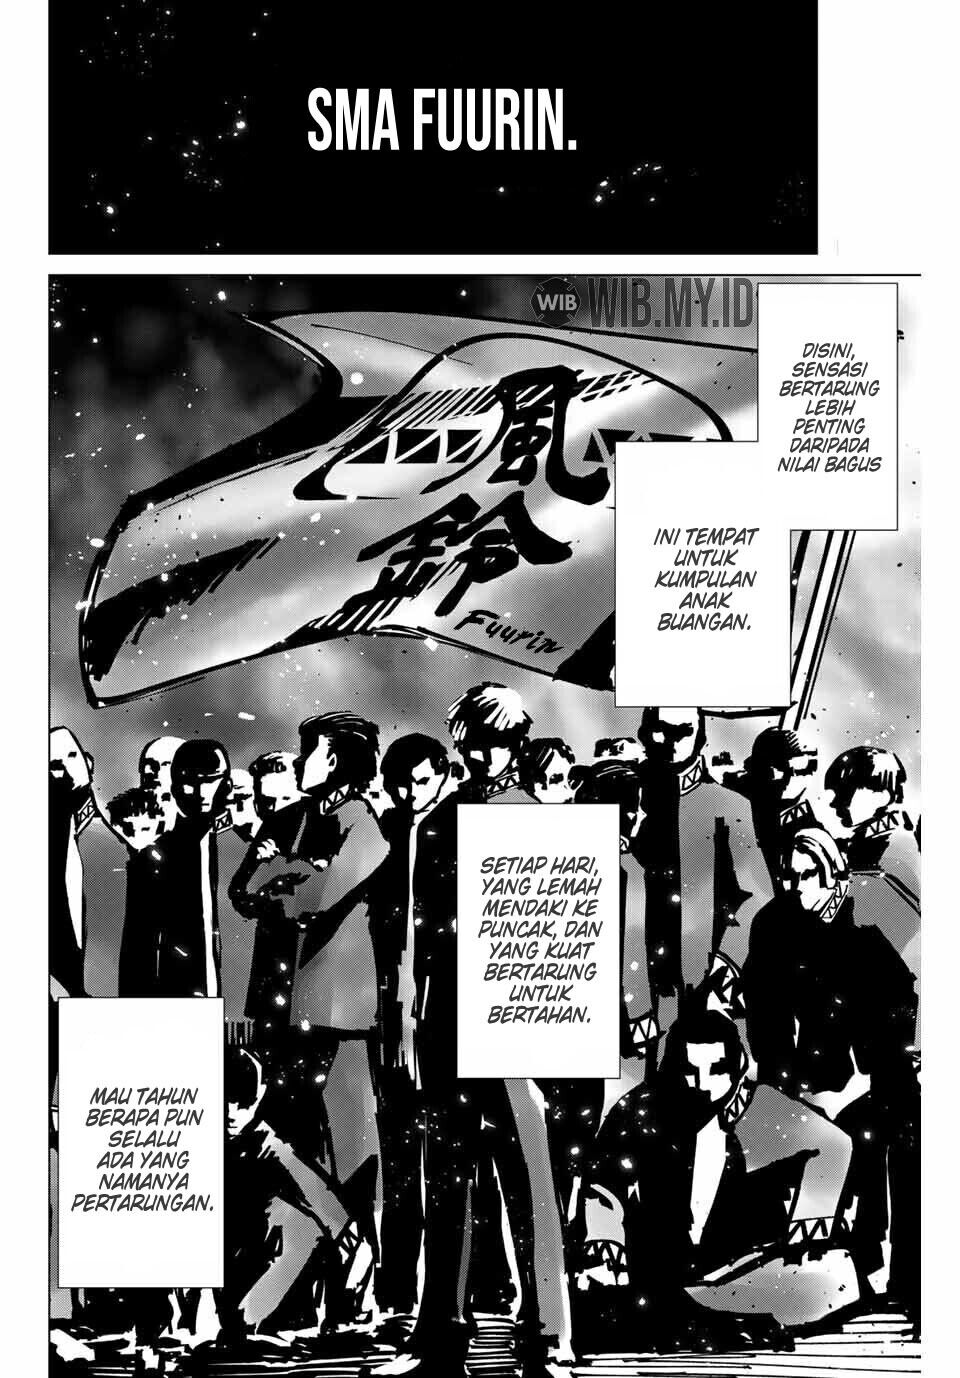 SMA FUURIN.
WIB WIB.MY.ID
DISINI,
SENSASI
BERTARUNG
LEBIH
PENTING
DARIPADA
NILAI BAGUS
INI TEMPAT
UNTUK
KUMPULAN
ANAK
BUANGAN.
風
鈴
Fuurin
SETIAP HARI,
YANG LEMAH
MENDAKI KE
PUNCAK, DAN
YANG KUAT
BERTARUNG
UNTUK
BERTAHAN.
MAU TAHUN
BERAPA PUN
SELALU
ADA YANG
NAMANYA
PERTARUNGAN.